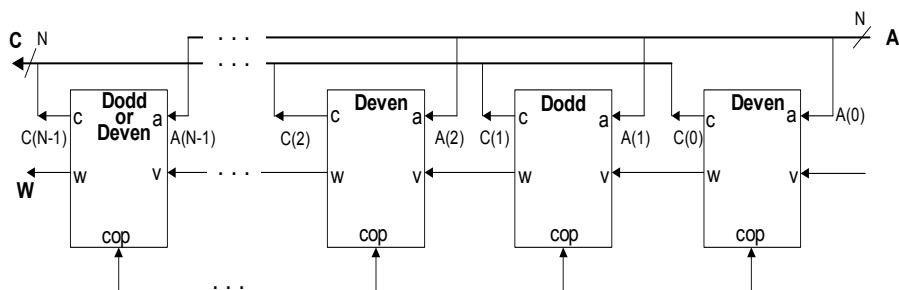 N
A
C
N
. . .
. . .
Dodd
or
Deven
c
a
C(N-1)
A(N-1)
w
v
W
cop
. . .
Deven
c
a
C(2)
A(2)
w
v
cop
Dodd
c
a
C(1)
A(1)
w
v
cop
Deven
c
a
C(0)
A(0)
w
v
cop
. . .